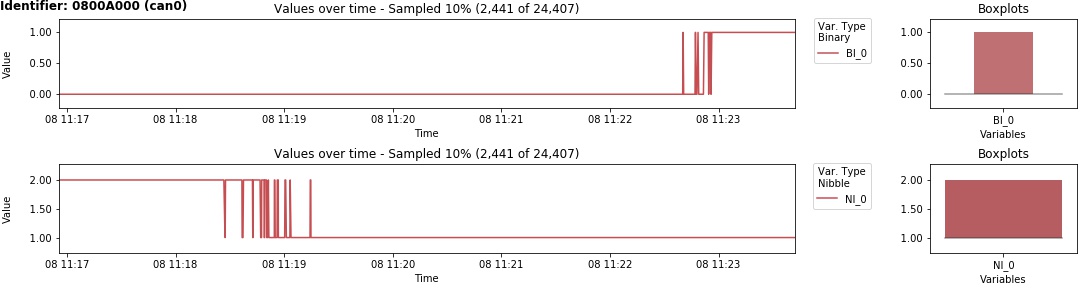 Identifier: 0800A000 (can0)
Values over time - Sampled 10% (2,441 of 24,407)
Boxplots
Value
1.00
0.50
0.00
08 11:17
08 11:18
08 11:19
08 11:20
08 11:21
08 11:22
08 11:23
Time
Var. Type
Binary
BI_0
1.00
0.50
0.00
BI_0
Variables
Values over time - Sampled 10% (2,441 of 24,407)
Boxplots
Value
2.00
1.50
1.00
08 11:17
08 11:18
08 11:19
08 11:20
08 11:21
08 11:22
08 11:23
Time
Var. Type
Nibble
NI_0
2.00
1.50
1.00
NI_0
Variables